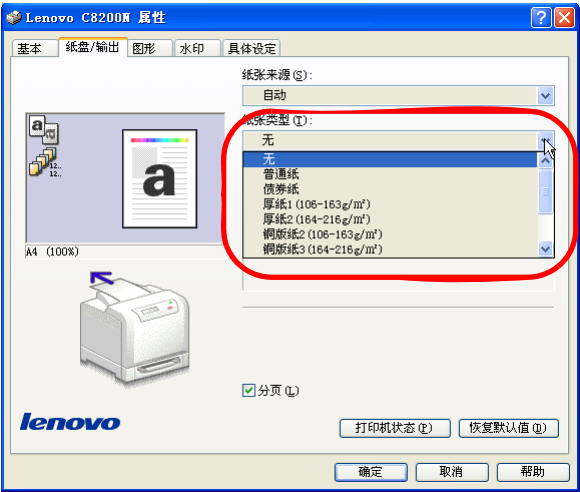 Lenovo C8200N 属性
基本 纸盘/输出 图形 水印 具体设定
纸张来源(S):
自动
纸张类型(T):
无
无
普通纸
债券纸
厚纸1(106-163g/m²)
厚纸2(164-216g/m²)
铜版纸2(106-163g/m²)
铜版纸3(164-216g/m²)
a
a
12..
12..
a
A4 (100%)
分页(L)
lenovo
打印机状态(P) 恢复默认值(D)
确定 取消 帮助